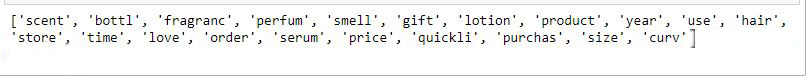 ['scent', 'bottl', 'fragranc', 'perfum', 'smell', 'gift', 'lotion', 'product', 'year', 'use', 'hair',
'store', 'time', 'love', 'order', 'serum', 'price', 'quickli', 'purchas', 'size', 'curv']